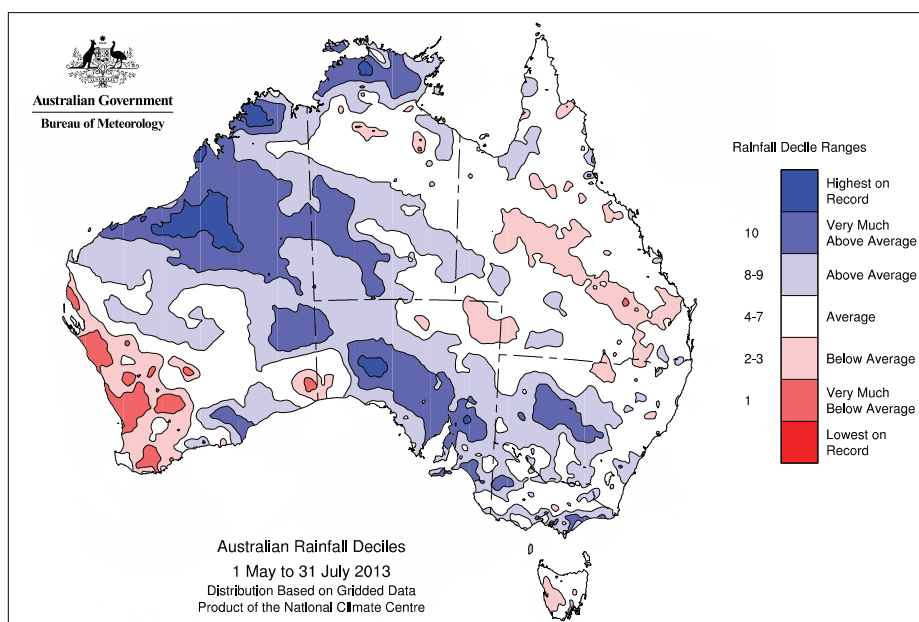 Australian Government
Bureau of Meteorology
Rainfall Decile Ranges
Highest on
Record
10
Very Much
Above Average
8-9
Above Average
4-7
Average
2-3
Below Average
1
Very Much
Below Average
Lowest on
Record
Australian Rainfall Deciles
1 May to 31 July 2013
Distribution Based on Gridded Data
Product of the National Climate Centre